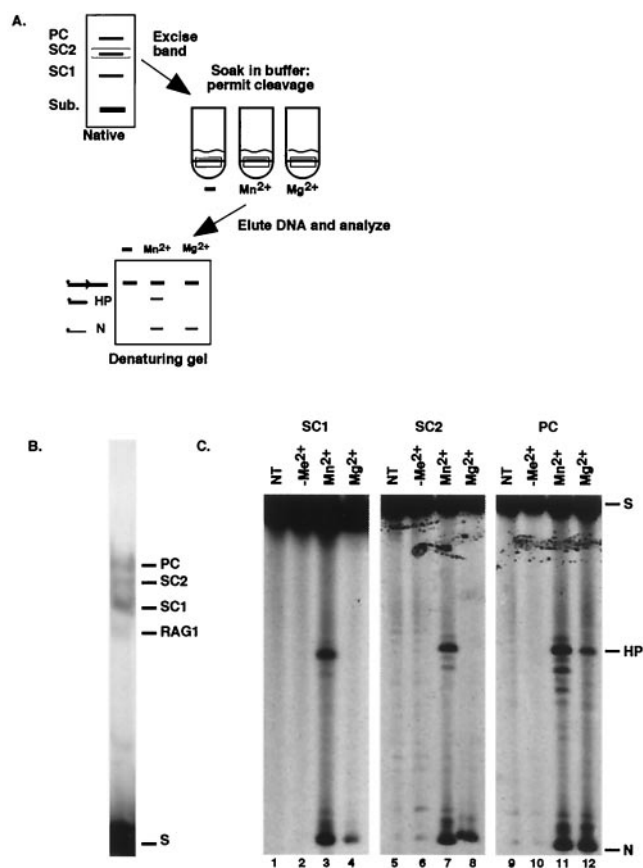 A.
PC
SC2
SC1
Sub.
Native
Excise
band
Soak in buffer:
permit cleavage
– Mn2+ Mg2+
Elute DNA and analyze
– Mn2+ Mg2+
HP
N
Denaturing gel
B.
PC
SC2
SC1
RAG1
S
C.
SC1 SC2 PC
NT -Me2+ Mn2+ Mg2+ NT -Me2+ Mn2+ Mg2+ NT -Me2+ Mn2+ Mg2+
S
HP
N
1 2 3 4 5 6 7 8 9 10 11 12